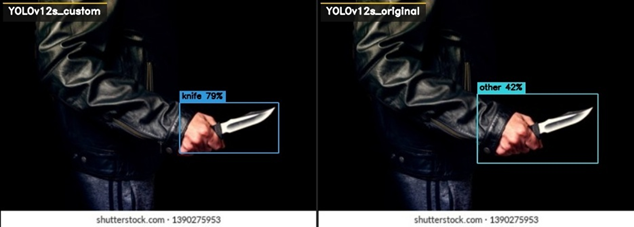 YOLOv12s_custom
knife 79%
shutterstock.com · 1390275953
YOLOv12s_original
other 42%
shutterstock.com · 1390275953